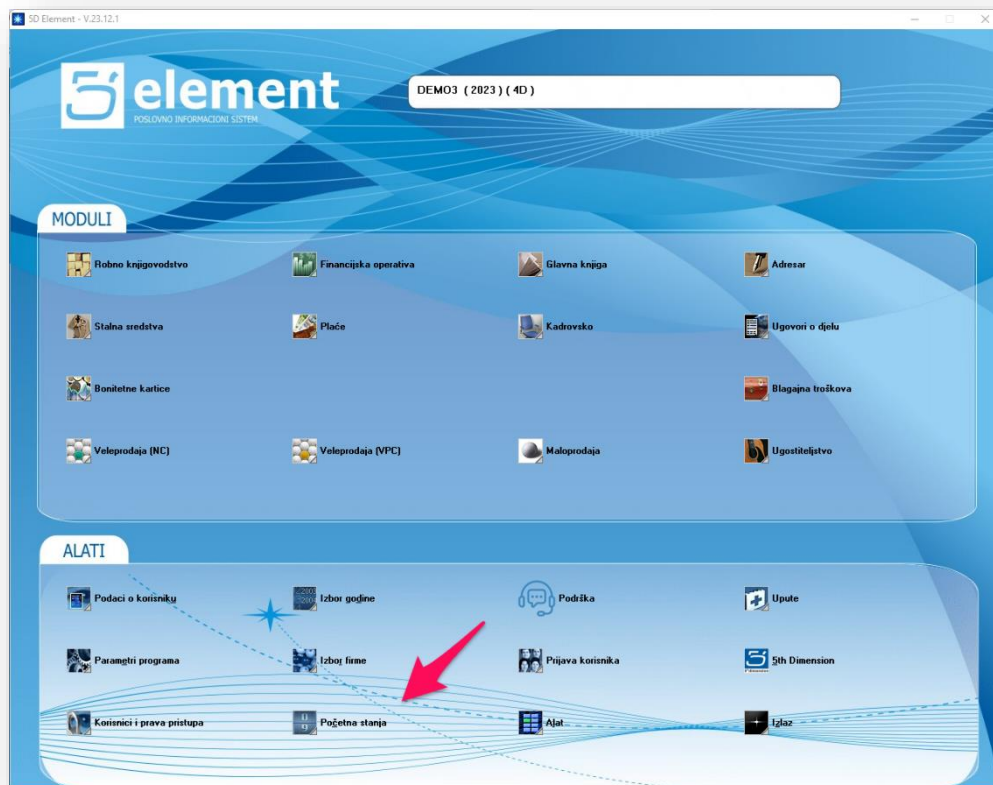 5D Element - V.23.12.1
5 element
POSLOVNO INFORMACIONI SISTEM
DEMO3 (2023) (4D)
MODULI
Robno knjigovodstvo
Financijska operativa
Glavna knjiga
Adresar
Stalna sredstva
Plaće
Kadrovsko
Ugovori o djelu
Bonitetne kartice
Blagajna troškova
Veleprodaja (NC)
Veleprodaja (VPC)
Maloprodaja
Ugostiteljstvo
ALATI
Podaci o korisniku
Izbor godine
Podrška
Upute
Parametri programa
Izbor firme
Prijava korisnika
5th Dimension
Korisnici i prava pristupa
Početna stanja
Alat
Izlaz